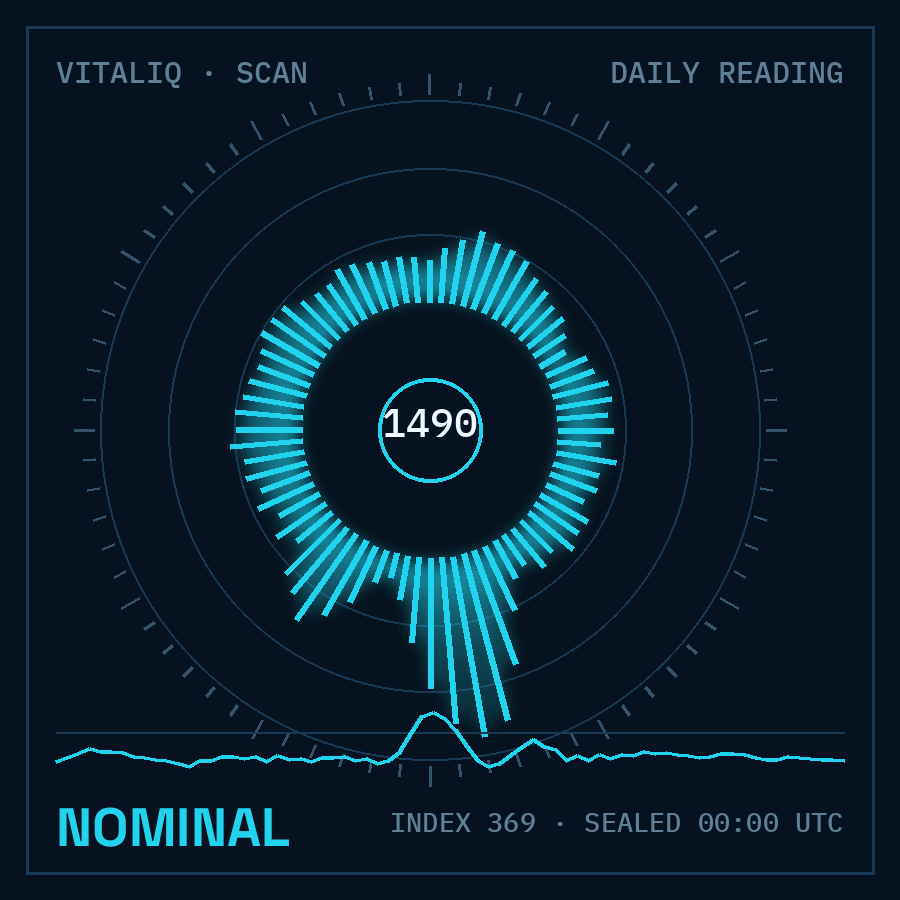 VITALIQ · SCAN
DAILY READING
1490
NOMINAL
INDEX 369 · SEALED 00:00 UTC